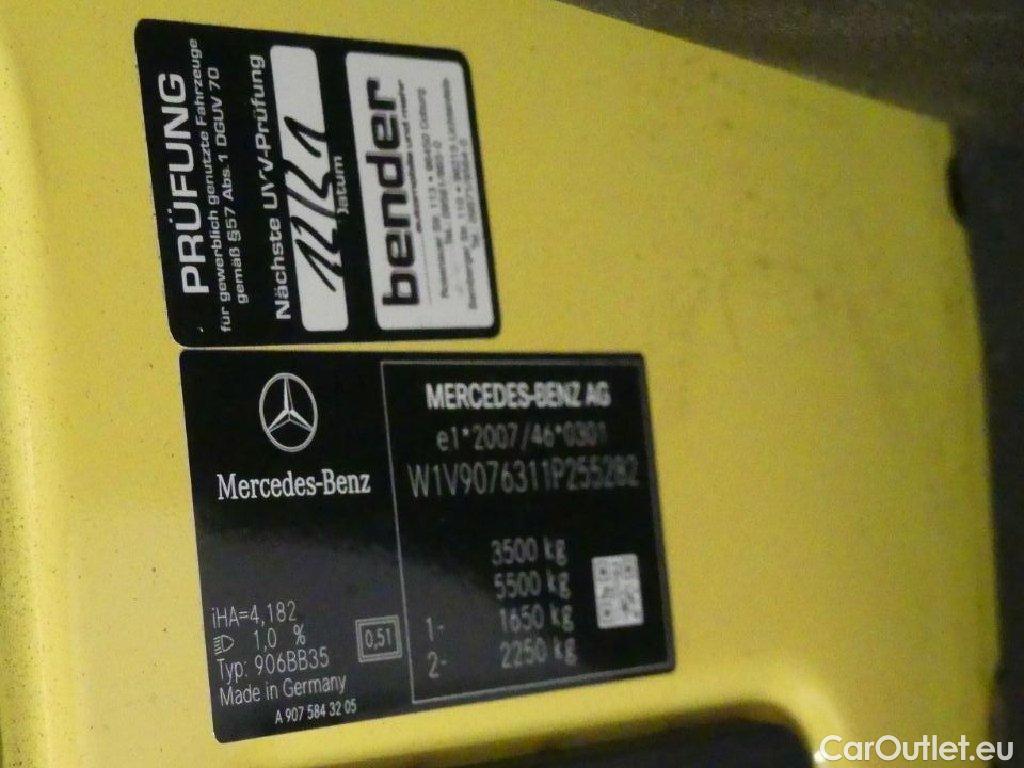 PRÜFUNG
für gewerblich genutzte Fahrzeuge
gemäß §57 Abs.1 DGUV 70
Nächste UVV-Prüfung
Datum
bender
Mercedes-Benz
iHA=4,182
1,0 %
Typ: 906BB35
Made in Germany
A 907 584 32 05
0,51
MERCEDES-BENZ AG
e1*2007/46*0301
W1V9076311P255282
3500 kg
5500 kg
1- 1650 kg
2- 2250 kg
CarOutlet.eu